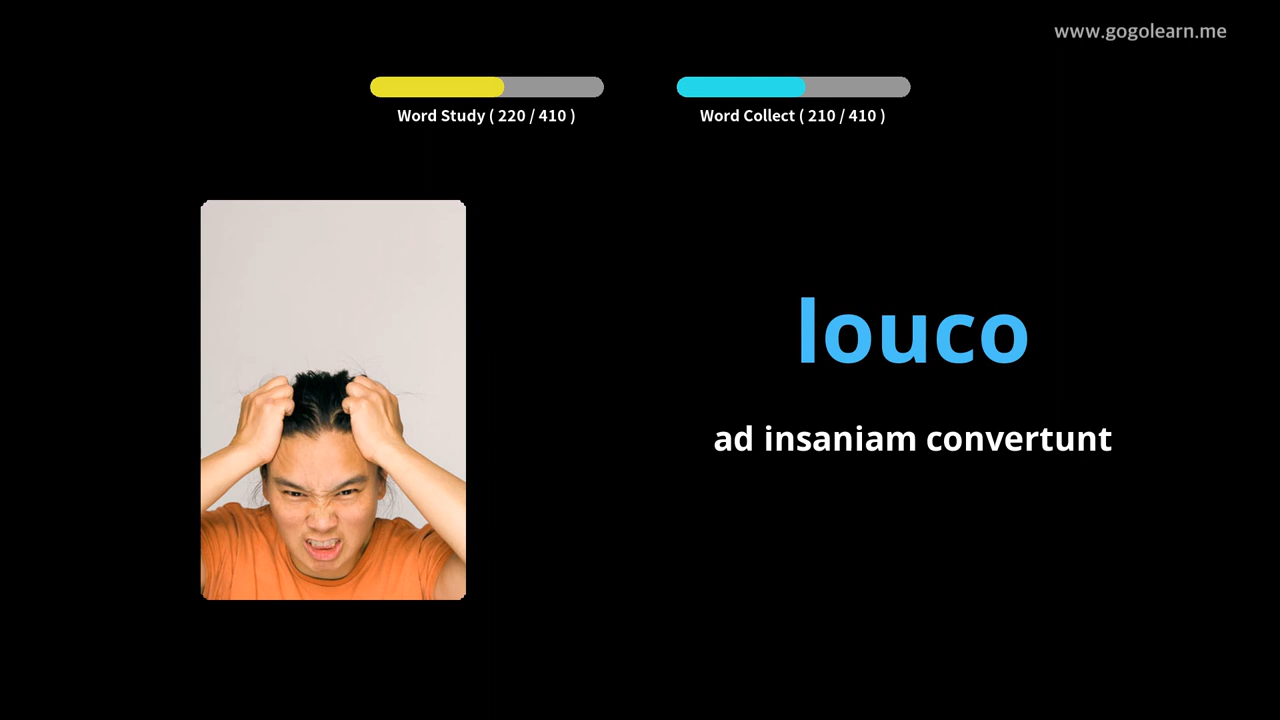 www.gogolearn.me
Word Study ( 220 / 410 )
Word Collect ( 210 / 410 )
louco
ad insaniam convertunt